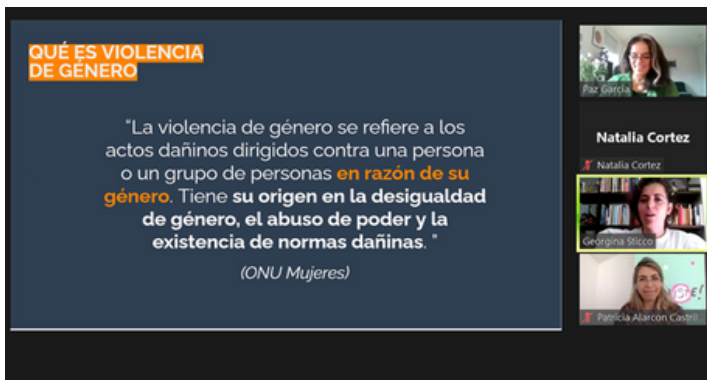 QUÉ ES VIOLENCIA
DE GÉNERO
"La violencia de género se refiere a los
actos dañinos dirigidos contra una persona
o un grupo de personas en razón de su
género. Tiene su origen en la desigualdad
de género, el abuso de poder y la
existencia de normas dañinas. "
(ONU Mujeres)
Paz García
Natalia Cortez
Natalia Cortez
Georgina Sticco
Patricia Alarcon Castril